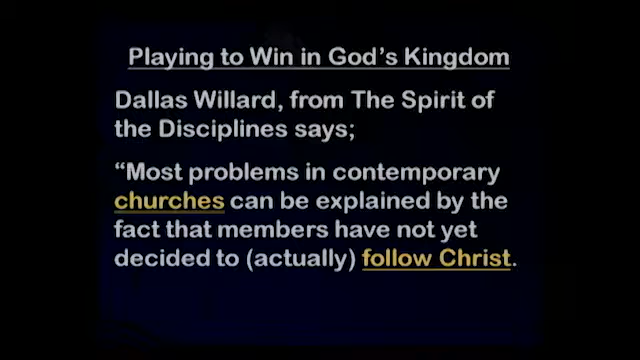 Playing to Win in God's Kingdom
Dallas Willard, from The Spirit of
the Disciplines says;
“Most problems in contemporary
churches can be explained by the
fact that members have not yet
decided to (actually) follow Christ.